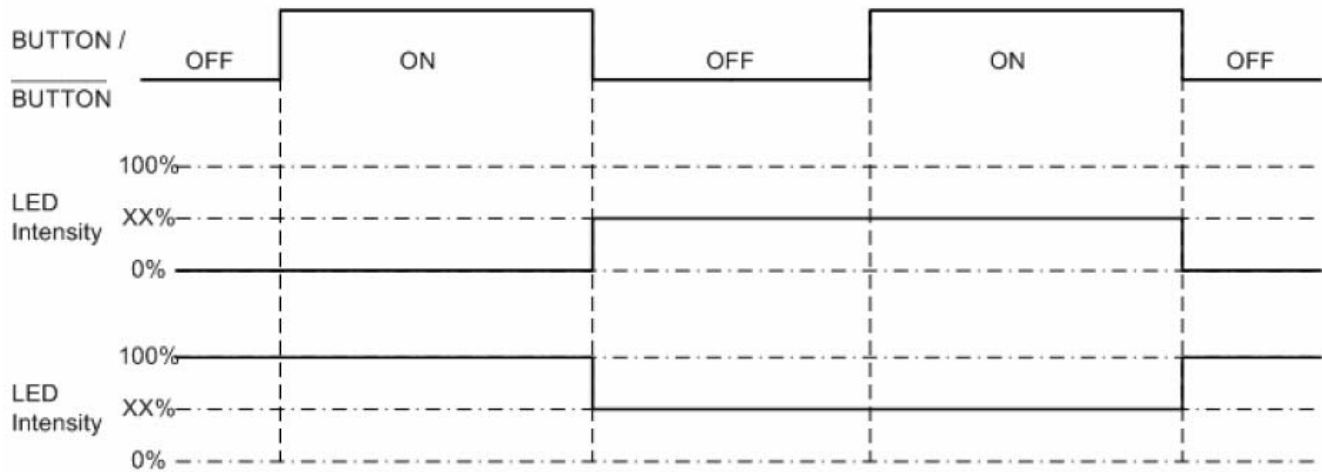 BUTTON /
BUTTON
OFF ON OFF ON OFF
100%
LED
Intensity
XX%
0%
100%
LED
Intensity
XX%
0%